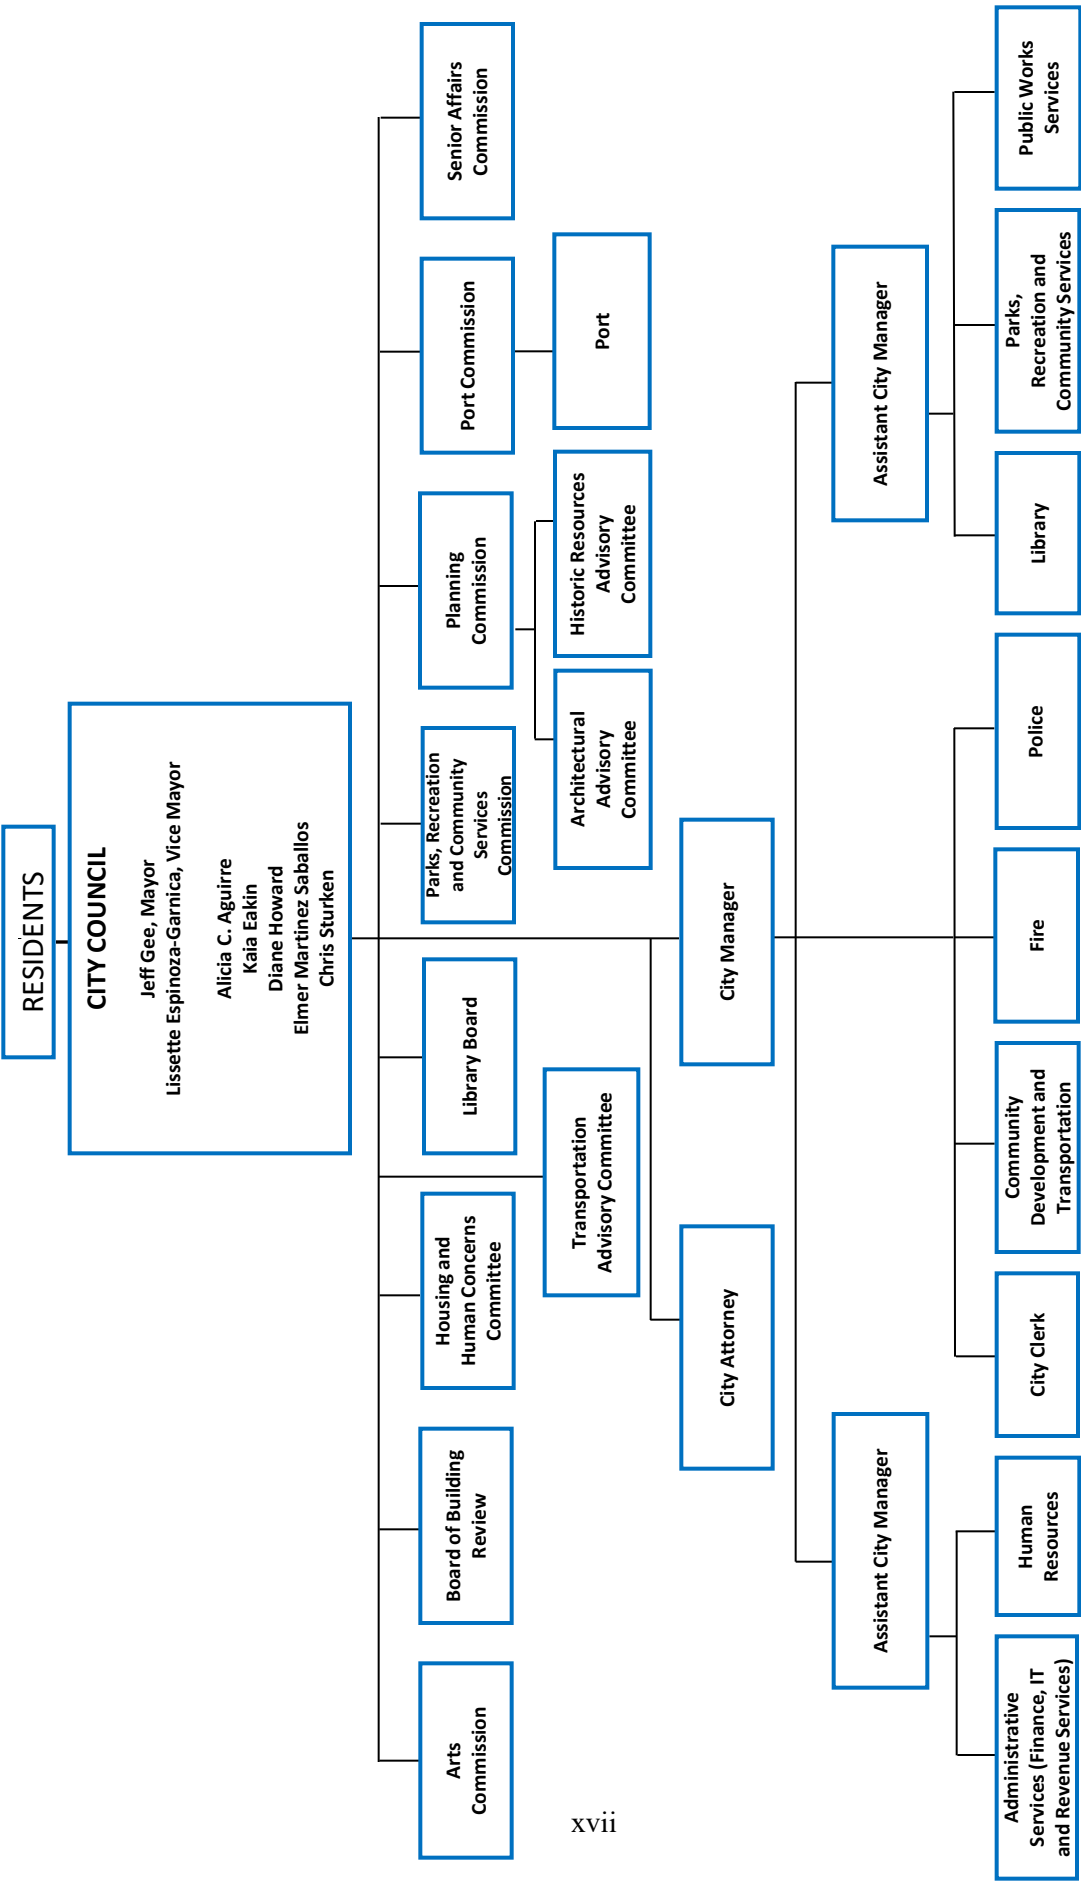 RESIDENTS
CITY COUNCIL
Jeff Gee, Mayor
Lissette Espinoza-Garnica, Vice Mayor
Alicia C. Aguirre
Kaia Eakin
Diane Howard
Elmer Martinez Saballos
Chris Sturken
Arts
Commission
Board of Building
Review
Housing and
Human Concerns
Committee
Library Board
Parks, Recreation
and Community
Services
Commission
Planning
Commission
Port Commission
Senior Affairs
Commission
Transportation
Advisory Committee
Architectural
Advisory
Committee
Historic Resources
Advisory
Committee
Port
City Attorney
City Manager
Assistant City Manager
Assistant City Manager
Administrative
Services (Finance, IT
and Revenue Services)
Human
Resources
City Clerk
Community
Development and
Transportation
Fire
Police
Library
Parks,
Recreation and
Community Services
Public Works
Services
xvii